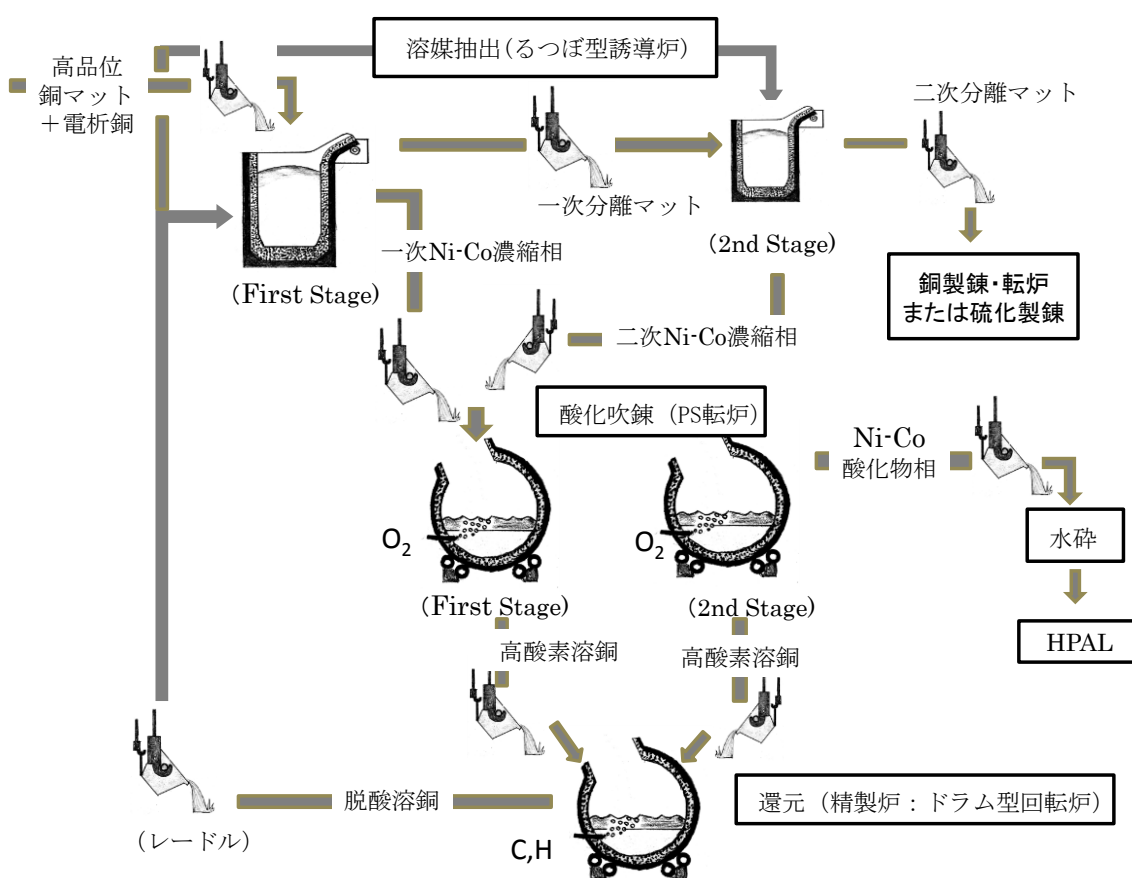 溶媒抽出(るつぼ型誘導炉)
高品位
銅マット
＋電析銅
二次分離マット
一次分離マット
一次Ni-Co濃縮相
(2nd Stage)
(First Stage)
銅製錬・転炉
または硫化製錬
二次Ni-Co濃縮相
酸化吹錬（PS転炉）
Ni-Co
酸化物相
O2
O2
水砕
(First Stage)
(2nd Stage)
高酸素溶銅
高酸素溶銅
HPAL
脱酸溶銅
還元（精製炉：ドラム型回転炉）
（レードル）
C,H